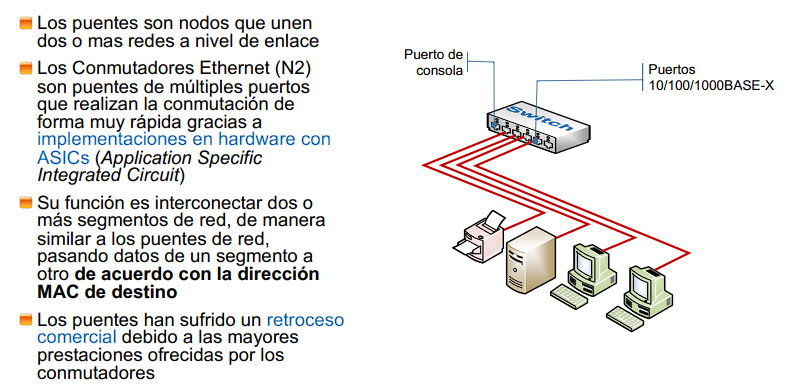 Los puentes son nodos que unen
dos o mas redes a nivel de enlace
Los Conmutadores Ethernet (N2)
son puentes de múltiples puertos
que realizan la conmutación de
forma muy rápida gracias a
implementaciones en hardware con
ASICs (Application Specific
Integrated Circuit)
Su función es interconectar dos o
más segmentos de red, de manera
similar a los puentes de red,
pasando datos de un segmento a
otro de acuerdo con la dirección
MAC de destino
Los puentes han sufrido un retroceso
comercial debido a las mayores
prestaciones ofrecidas por los
conmutadores
Puerto de
consola
Puertos
10/100/1000BASE-X
Switch